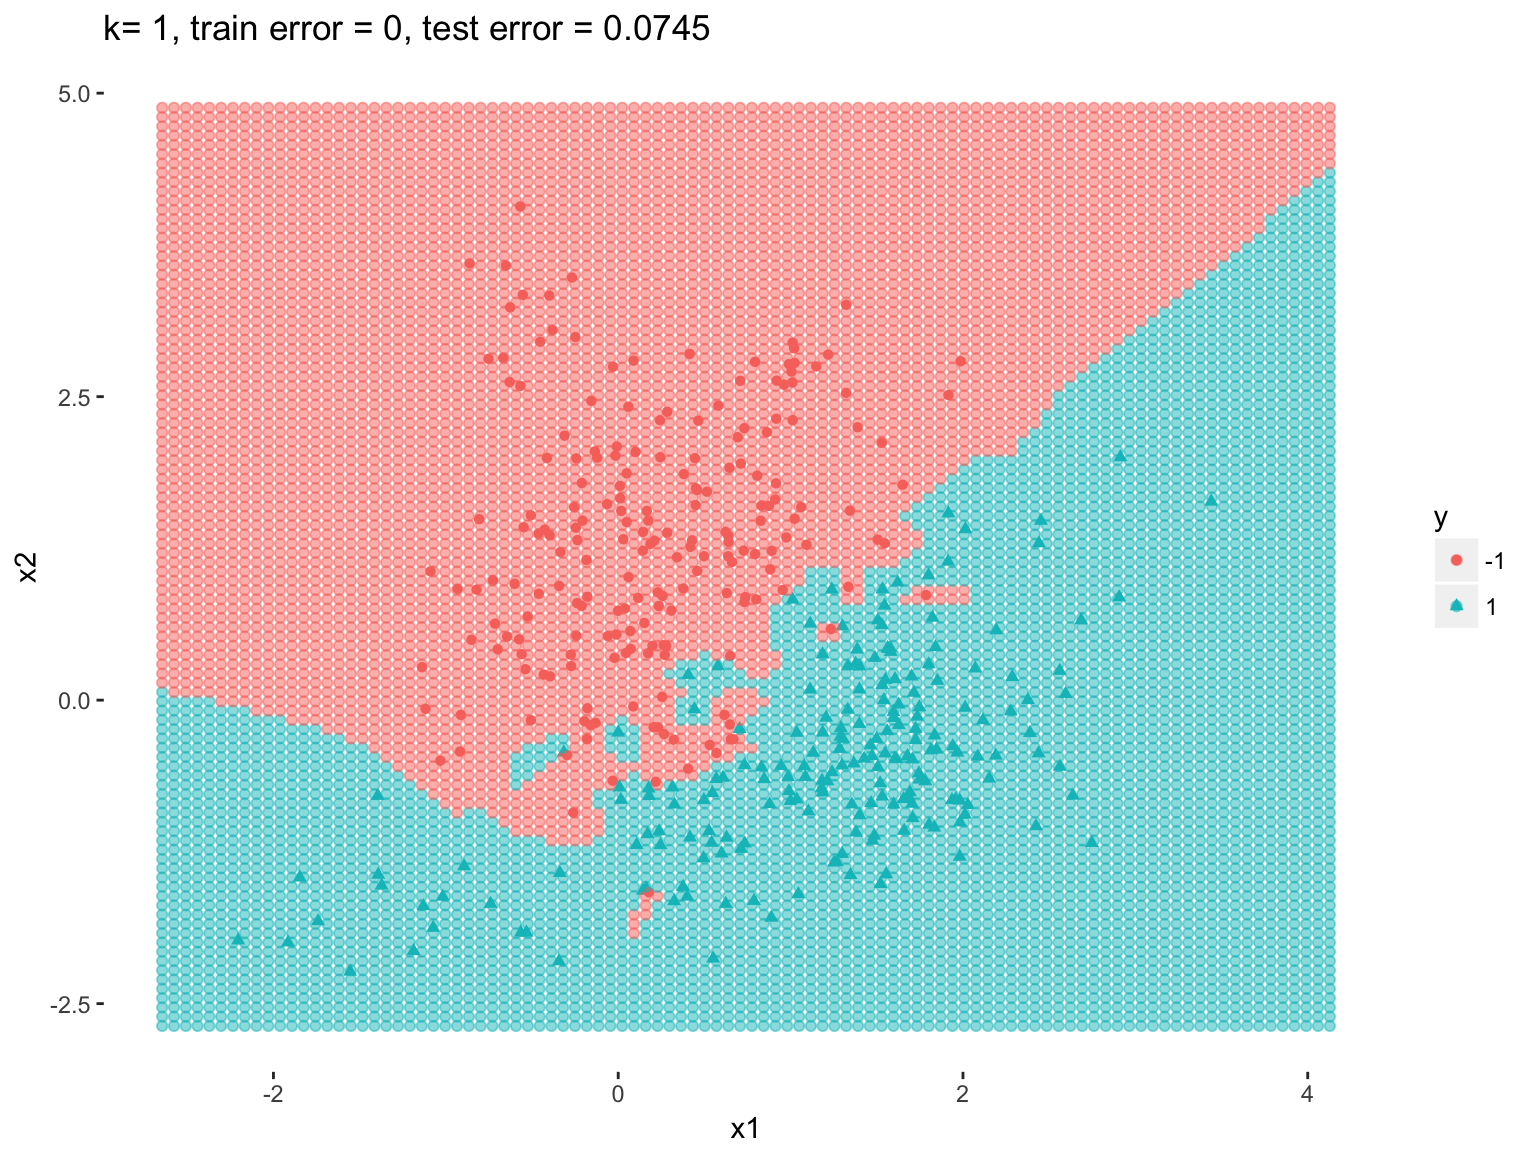 k= 1, train error = 0, test error = 0.0745
5.0
2.5
0.0
-2.5
x2
-2
0
2
4
x1
y
-1
1